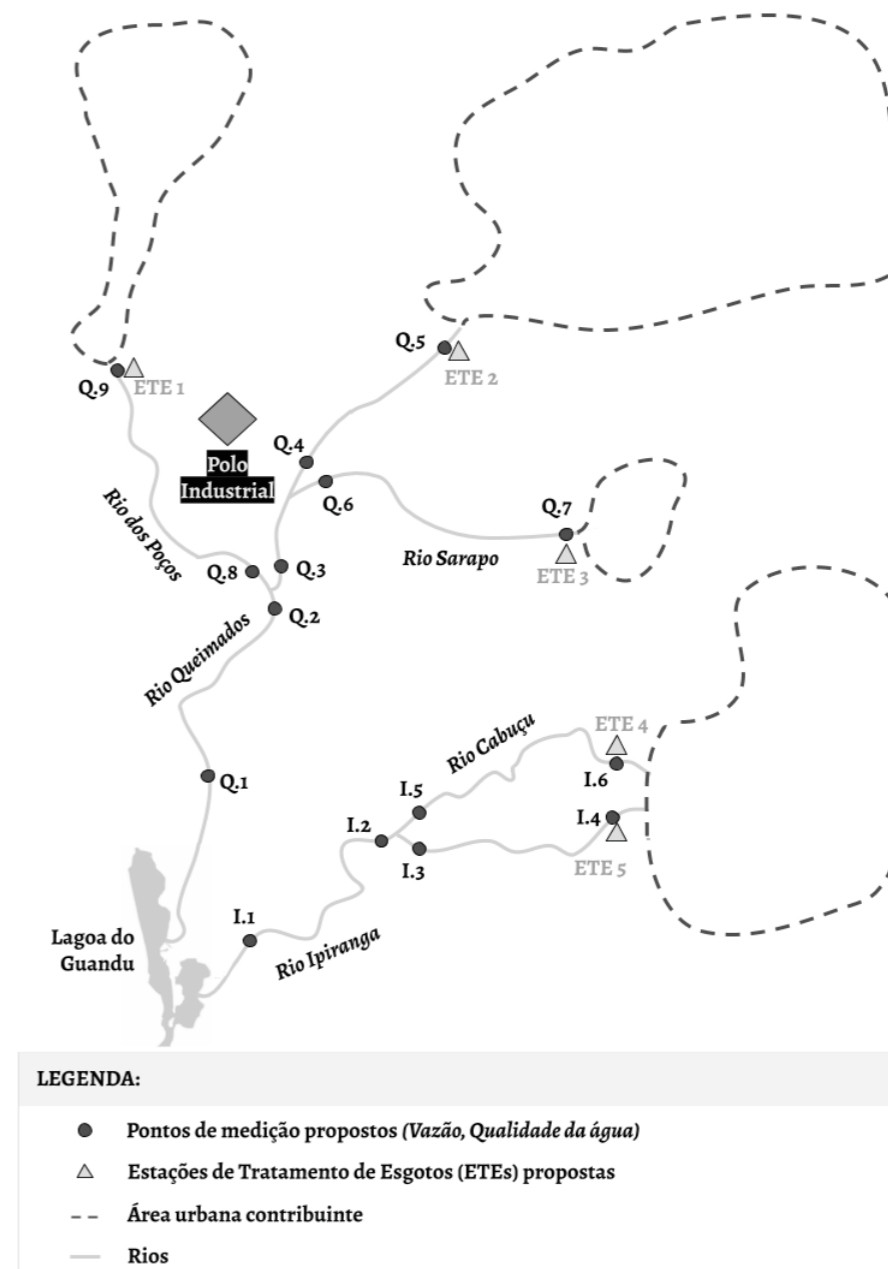 Q.5
ETE 2
Q.9
ETE 1
Polo
Industrial
Q.4
Q.6
Q.7
ETE 3
Rio dos Poços
Rio Sarapo
Q.8
Q.3
Q.2
Rio Queimados
Rio Cabuçu
ETE 4
I.6
Q.1
I.5
I.4
I.2
I.3
ETE 5
I.1
Lagoa do
Guandu
Rio Ipiranga
LEGENDA:
Pontos de medição propostos (Vazão, Qualidade da água)
Estações de Tratamento de Esgotos (ETEs) propostas
Área urbana contribuinte
Rios